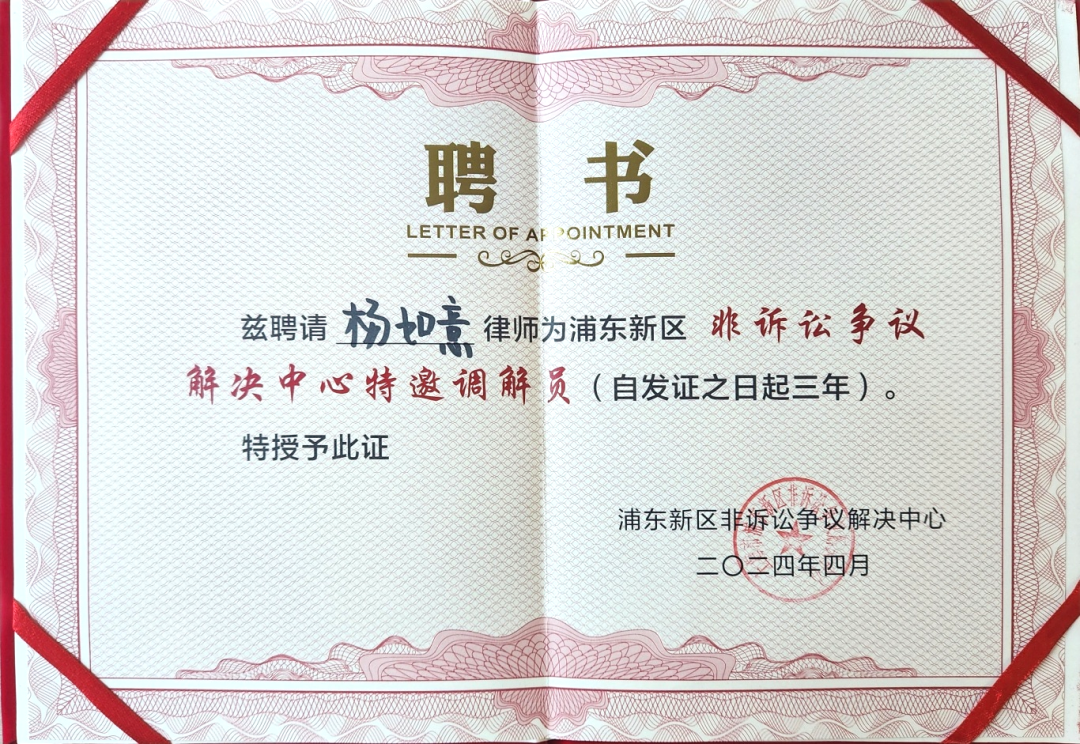 聘 书
LETTER OF APPOINTMENT
兹聘请 杨如意 律师为浦东新区 非诉讼争议
解决中心特邀调解员（自发证之日起三年）。
特授予此证
浦东新区非诉讼争议解决中心
二〇二四年四月